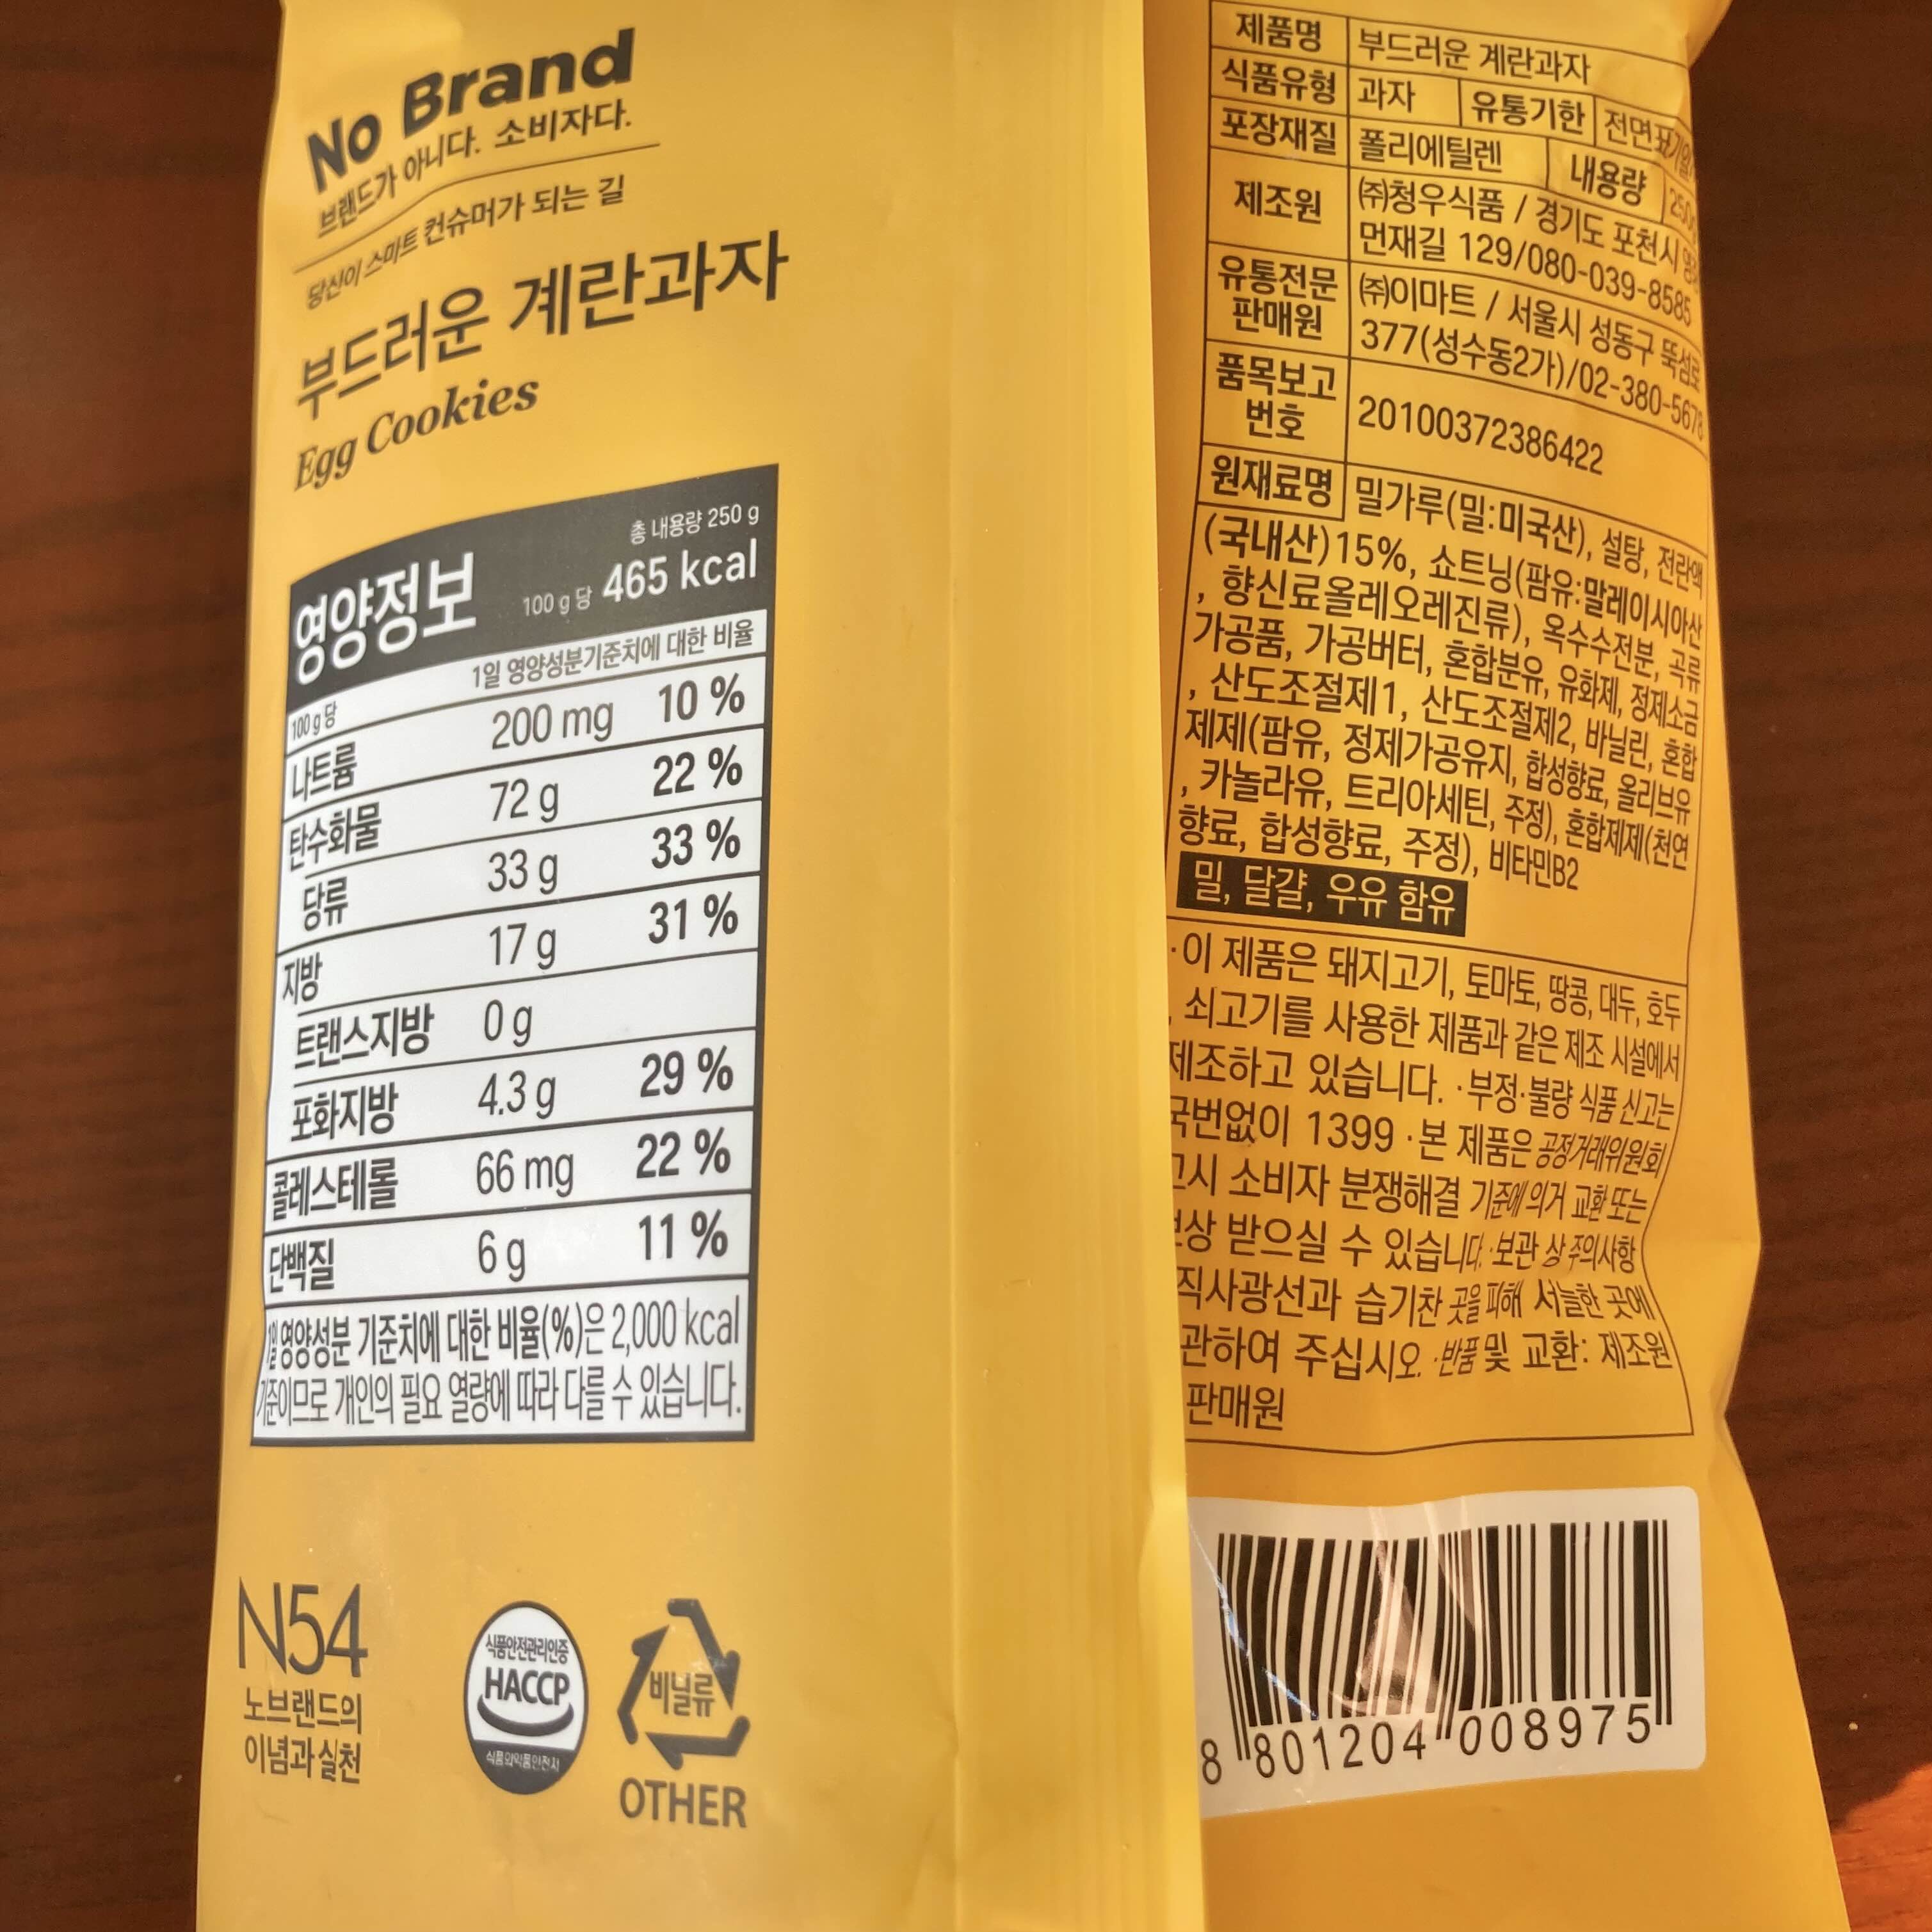 No Brand
브랜드가 아니다. 소비자다.
당신이 스마트 컨슈머가 되는 길
부드러운 계란과자
Egg Cookies
영양정보
총 내용량 250 g
100 g 당 465 kcal
100 g 당 1일 영양성분기준치에 대한 비율
나트륨 200 mg 10 %
탄수화물 72 g 22 %
당류 33 g 33 %
지방 17 g 31 %
트랜스지방 0 g
포화지방 4.3 g 29 %
콜레스테롤 66 mg 22 %
단백질 6 g 11 %
1일 영양성분 기준치에 대한 비율(%)은 2,000 kcal
기준이므로 개인의 필요 열량에 따라 다를 수 있습니다.
N54
노브랜드의
이념과 실천
식품안전관리인증
HACCP
식품의약품안전처
비닐류
OTHER
제품명 부드러운 계란과자
식품유형 과자 유통기한 전면표기일
포장재질 폴리에틸렌 내용량 250g
제조원 ㈜청우식품 / 경기도 포천시
먼재길 129/080-039-8585
유통전문 ㈜이마트 / 서울시 성동구 뚝섬로
판매원 377(성수동2가)/02-380-5678
품목보고
번호 20100372386422
원재료명 밀가루(밀:미국산), 설탕, 전란액
(국내산)15%, 쇼트닝(팜유:말레이시아산
, 향신료올레오레진류), 옥수수전분, 곡류
가공품, 가공버터, 혼합분유, 유화제, 정제소금
, 산도조절제1, 산도조절제2, 바닐린, 혼합
제제(팜유, 정제가공유지, 합성향료, 올리브유
, 카놀라유, 트리아세틴, 주정), 혼합제제(천연
향료, 합성향료, 주정), 비타민B2
밀, 달걀, 우유 함유
·이 제품은 돼지고기, 토마토, 땅콩, 대두, 호두
, 쇠고기를 사용한 제품과 같은 제조 시설에서
제조하고 있습니다. ·부정·불량 식품 신고는
국번없이 1399 ·본 제품은 공정거래위원회
고시 소비자 분쟁해결 기준에 의거 교환 또는
받으실 수 있습니다. ·보관 상 주의사항
직사광선과 습기찬 곳을 피해 서늘한 곳에
관하여 주십시오. ·반품 및 교환: 제조원
판매원
8 801204 008975